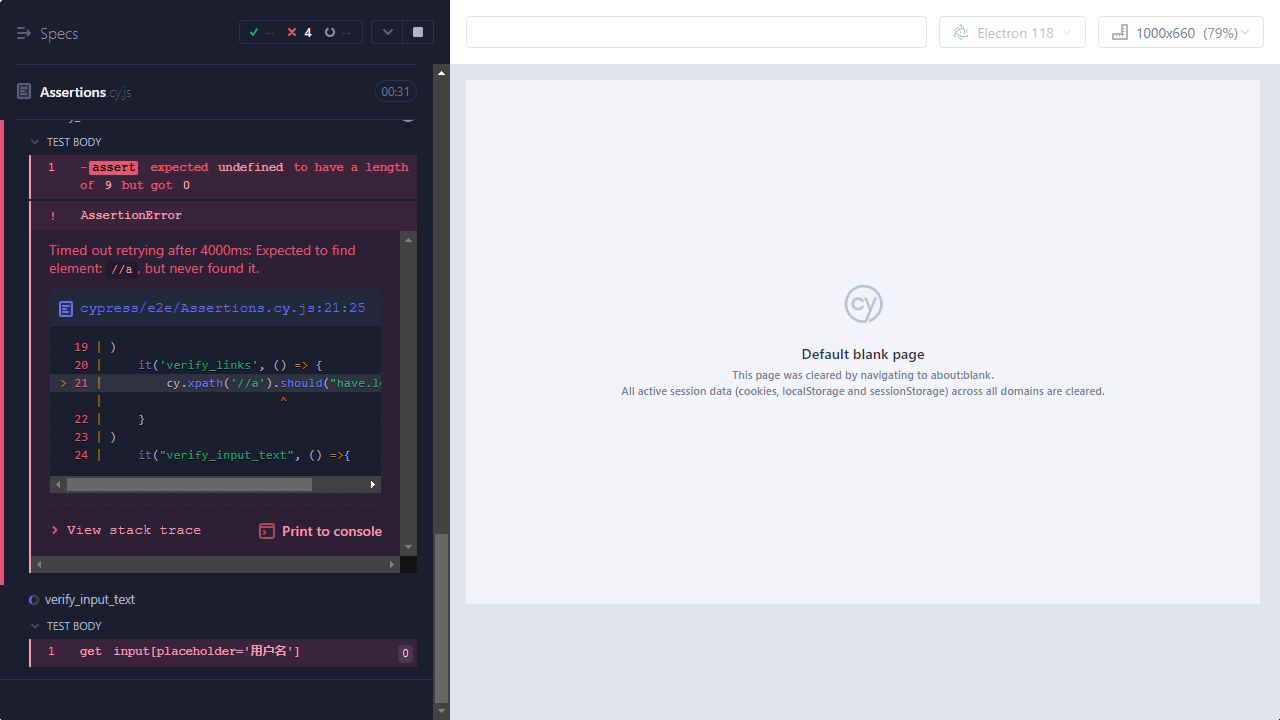 Specs
-- 4 --
Electron 118
1000x660 (79%)
Assertions.cy.js
00:31
TEST BODY
1 -assert expected undefined to have a length
of 9 but got 0
! AssertionError
Timed out retrying after 4000ms: Expected to find
element: //a, but never found it.
cypress/e2e/Assertions.cy.js:21:25
19 | )
20 | it('verify_links', () => {
> 21 | cy.xpath('//a').should("have.le
| ^
22 | }
23 | )
24 | it("verify_input_text", () =>{
View stack trace
Print to console
verify_input_text
TEST BODY
1 get input[placeholder='用户名'] 0
cy
Default blank page
This page was cleared by navigating to about:blank.
All active session data (cookies, localStorage and sessionStorage) across all domains are cleared.